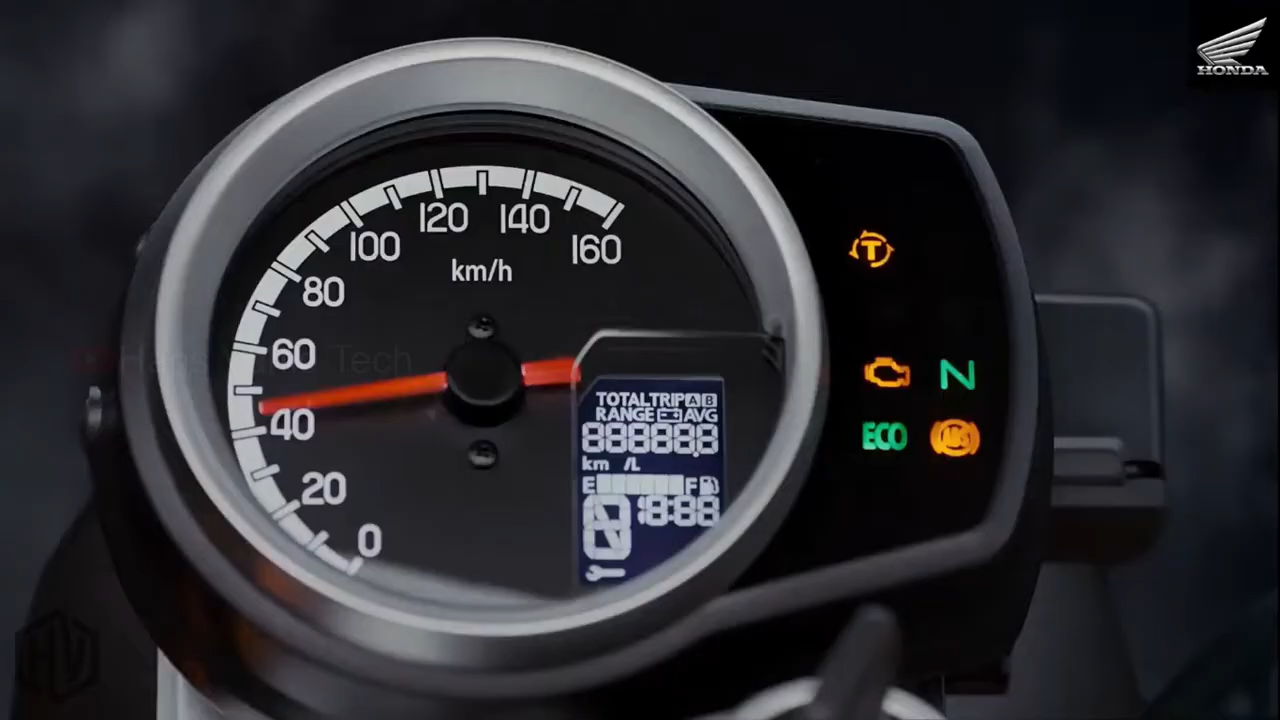 HONDA
120
140
100
160
km/h
80
60
40
20
0
T
N
ECO
ABS
TOTAL TRIP A B
RANGE AVG
888888
km /L
E F
18:88